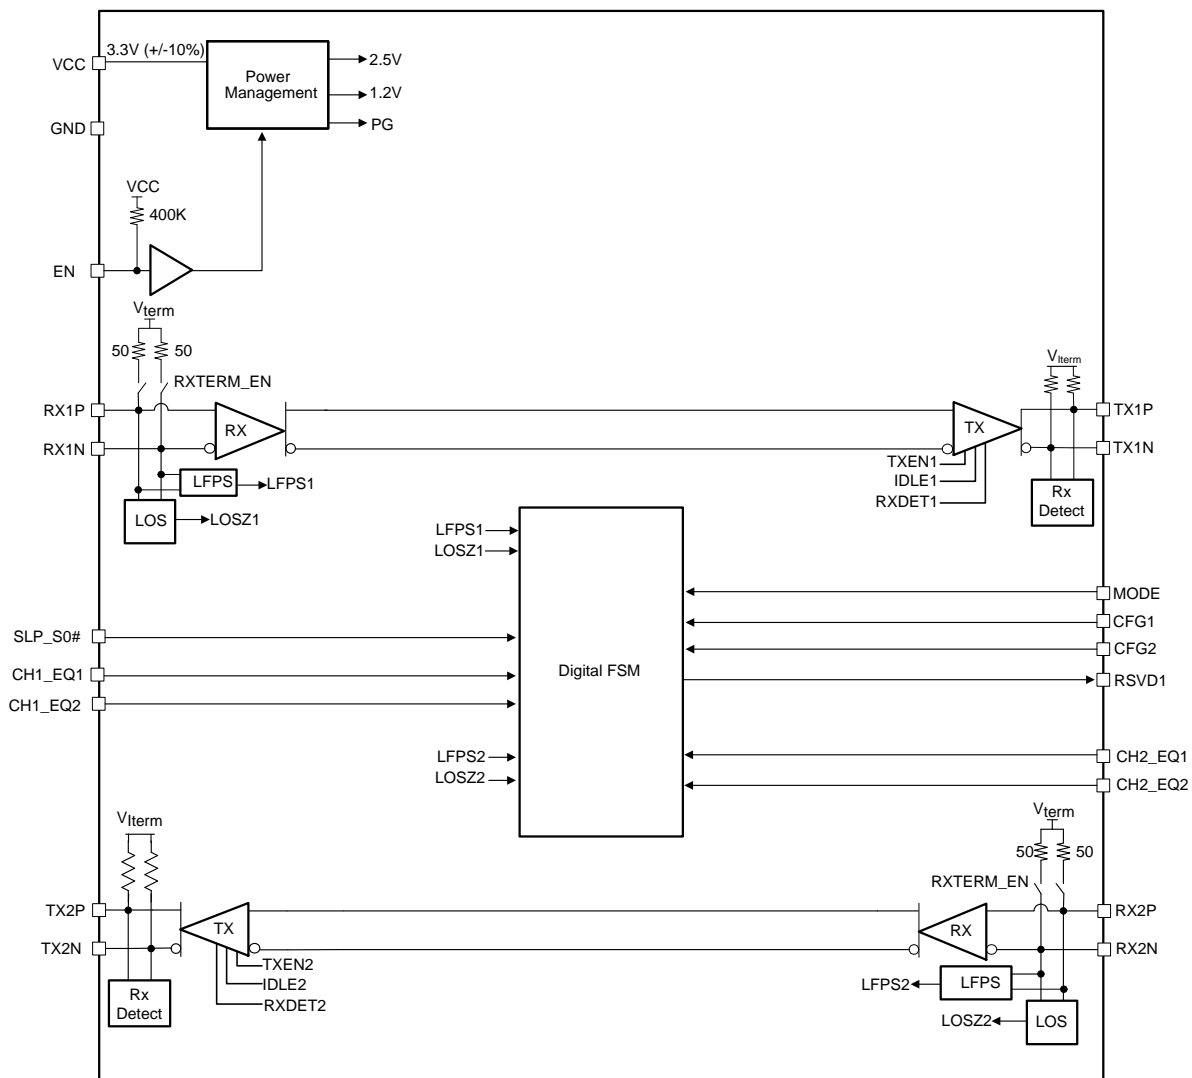 3.3V (+/-10%)
VCC
Power
Management
2.5V
1.2V
PG
GND
VCC
400K
EN
Vterm
50
50
RXTERM_EN
RX1P
RX1N
RX
LFPS
LFPS1
LOS
LOSZ1
VIterm
TX
TX1P
TX1N
TXEN1
IDLE1
RXDET1
Rx
Detect
LFPS1
LOSZ1
SLP_S0#
CH1_EQ1
CH1_EQ2
Digital FSM
MODE
CFG1
CFG2
RSVD1
LFPS2
LOSZ2
CH2_EQ1
CH2_EQ2
VIterm
TX2P
TX2N
TX
TXEN2
IDLE2
RXDET2
Rx
Detect
Vterm
50
50
RXTERM_EN
RX
RX2P
RX2N
LFPS2
LFPS
LOSZ2
LOS